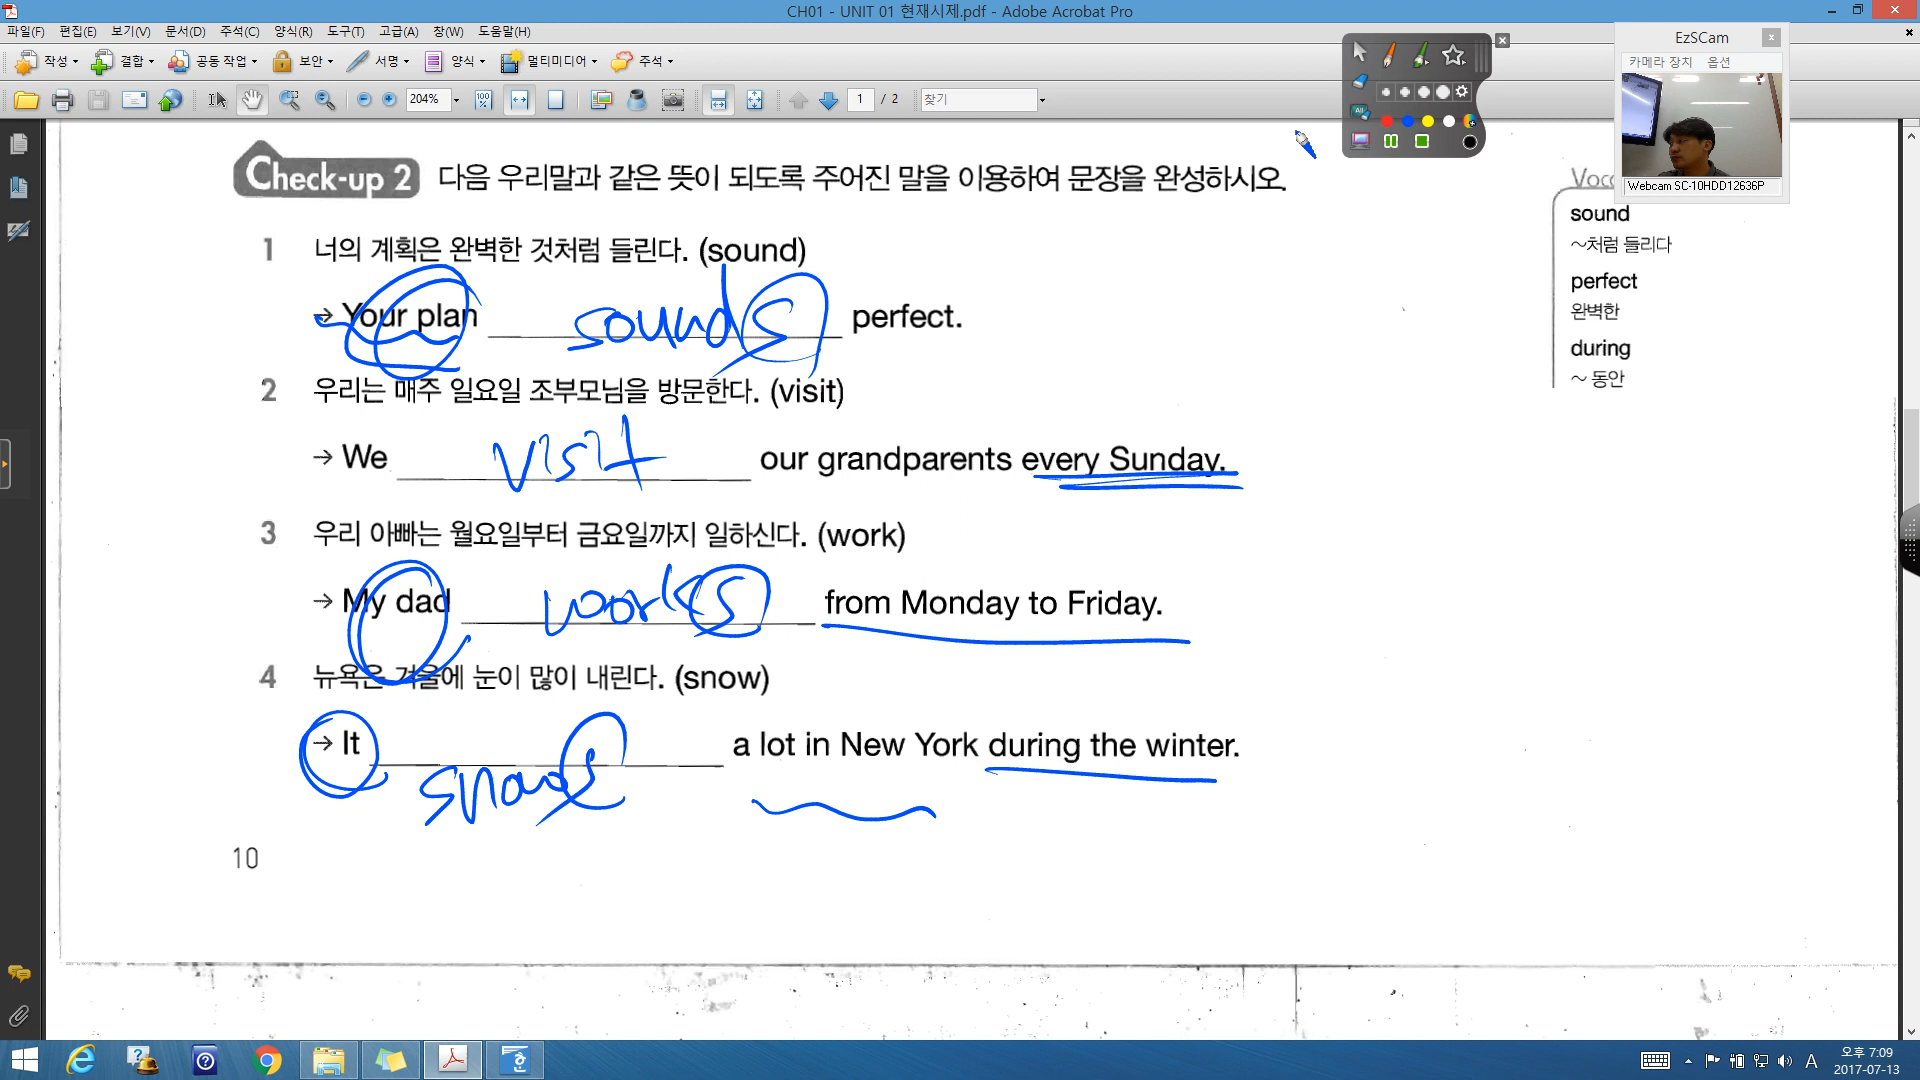 CH01 - UNIT 01 현재시제.pdf - Adobe Acrobat Pro
파일(F) 편집(E) 보기(V) 문서(D) 주석(C) 양식(R) 도구(T) 고급(A) 창(W) 도움말(H)
작성 결합 공동 작업 보안 서명 양식 멀티미디어 주석
204% 1 / 2 찾기
EzSCam
카메라 장치 옵션
Webcam SC-10HDD12636P
Check-up 2 다음 우리말과 같은 뜻이 되도록 주어진 말을 이용하여 문장을 완성하시오.
1 너의 계획은 완벽한 것처럼 들린다. (sound)
→ Your plan sounds perfect.
2 우리는 매주 일요일 조부모님을 방문한다. (visit)
→ We visit our grandparents every Sunday.
3 우리 아빠는 월요일부터 금요일까지 일하신다. (work)
→ My dad works from Monday to Friday.
4 뉴욕은 겨울에 눈이 많이 내린다. (snow)
→ It snows a lot in New York during the winter.
10
sound
~처럼 들리다
perfect
완벽한
during
~ 동안
A 오후 7:09
2017-07-13